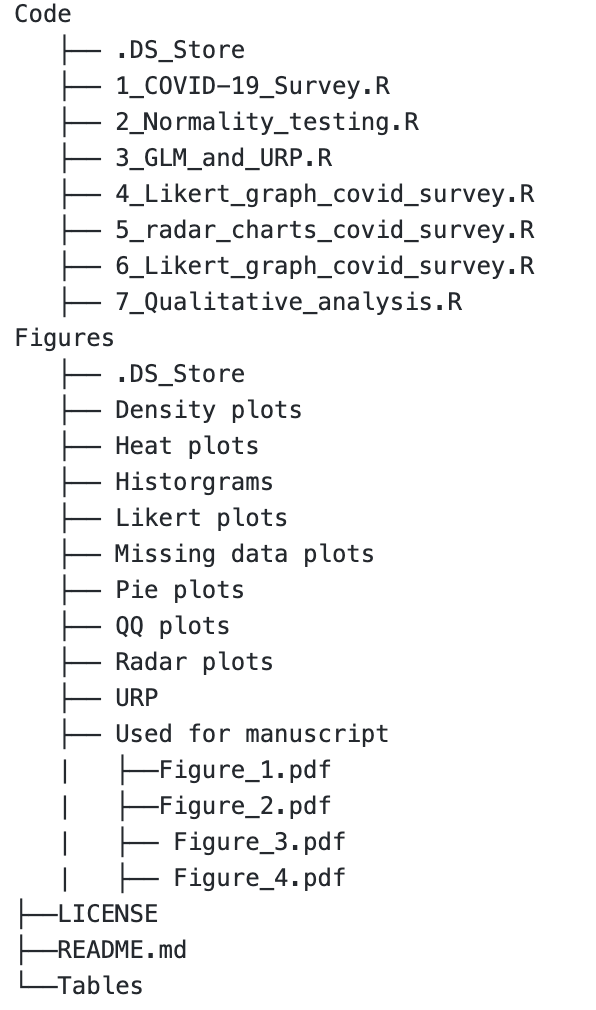 Code
    ├── .DS_Store
    ├── 1_COVID-19_Survey.R
    ├── 2_Normality_testing.R
    ├── 3_GLM_and_URP.R
    ├── 4_Likert_graph_covid_survey.R
    ├── 5_radar_charts_covid_survey.R
    ├── 6_Likert_graph_covid_survey.R
    ├── 7_Qualitative_analysis.R
Figures
    ├── .DS_Store
    ├── Density plots
    ├── Heat plots
    ├── Historgrams
    ├── Likert plots
    ├── Missing data plots
    ├── Pie plots
    ├── QQ plots
    ├── Radar plots
    ├── URP
    ├── Used for manuscript
    |   ├──Figure_1.pdf
    |   ├──Figure_2.pdf
    |   ├── Figure_3.pdf
    |   ├── Figure_4.pdf
├──LICENSE
├──README.md
└──Tables